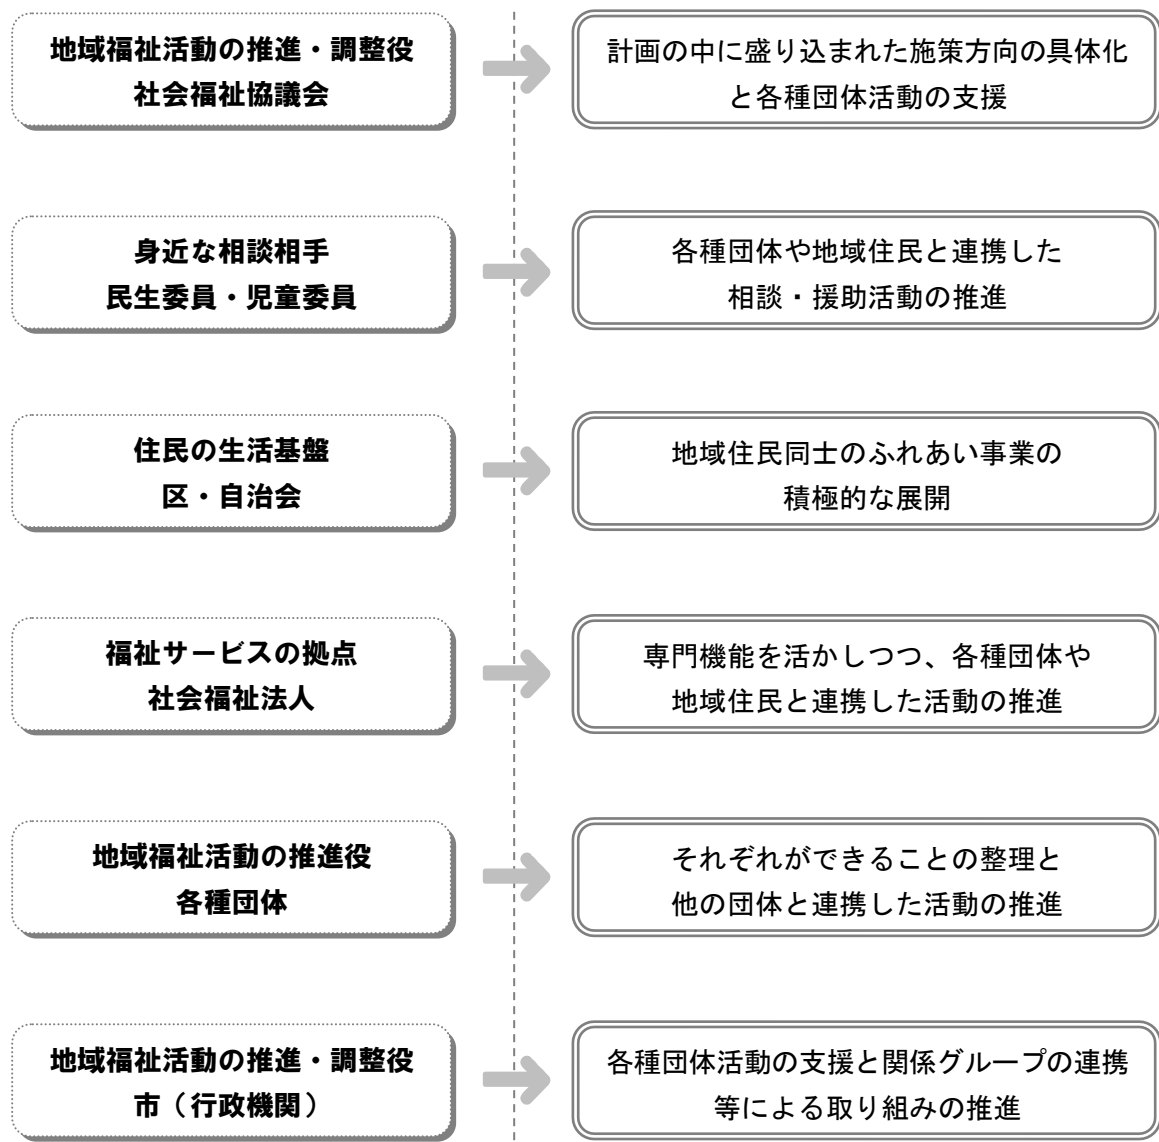 地域福祉活動の推進・調整役
社会福祉協議会
計画の中に盛り込まれた施策方向の具体化
と各種団体活動の支援
身近な相談相手
民生委員・児童委員
各種団体や地域住民と連携した
相談・援助活動の推進
住民の生活基盤
区・自治会
地域住民同士のふれあい事業の
積極的な展開
福祉サービスの拠点
社会福祉法人
専門機能を活かしつつ、各種団体や
地域住民と連携した活動の推進
地域福祉活動の推進役
各種団体
それぞれができることの整理と
他の団体と連携した活動の推進
地域福祉活動の推進・調整役
市（行政機関）
各種団体活動の支援と関係グループの連携
等による取り組みの推進